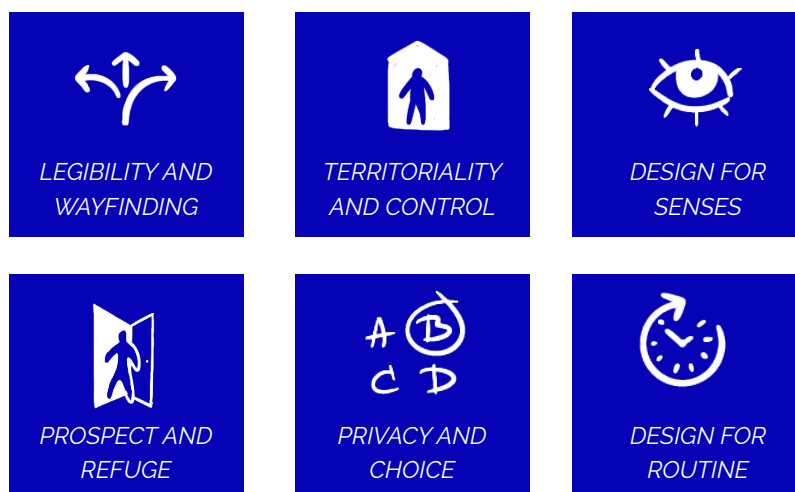 LEGIBILITY AND
WAYFINDING
TERRITORIALITY
AND CONTROL
DESIGN FOR
SENSES
A B
C D
PROSPECT AND
REFUGE
PRIVACY AND
CHOICE
DESIGN FOR
ROUTINE